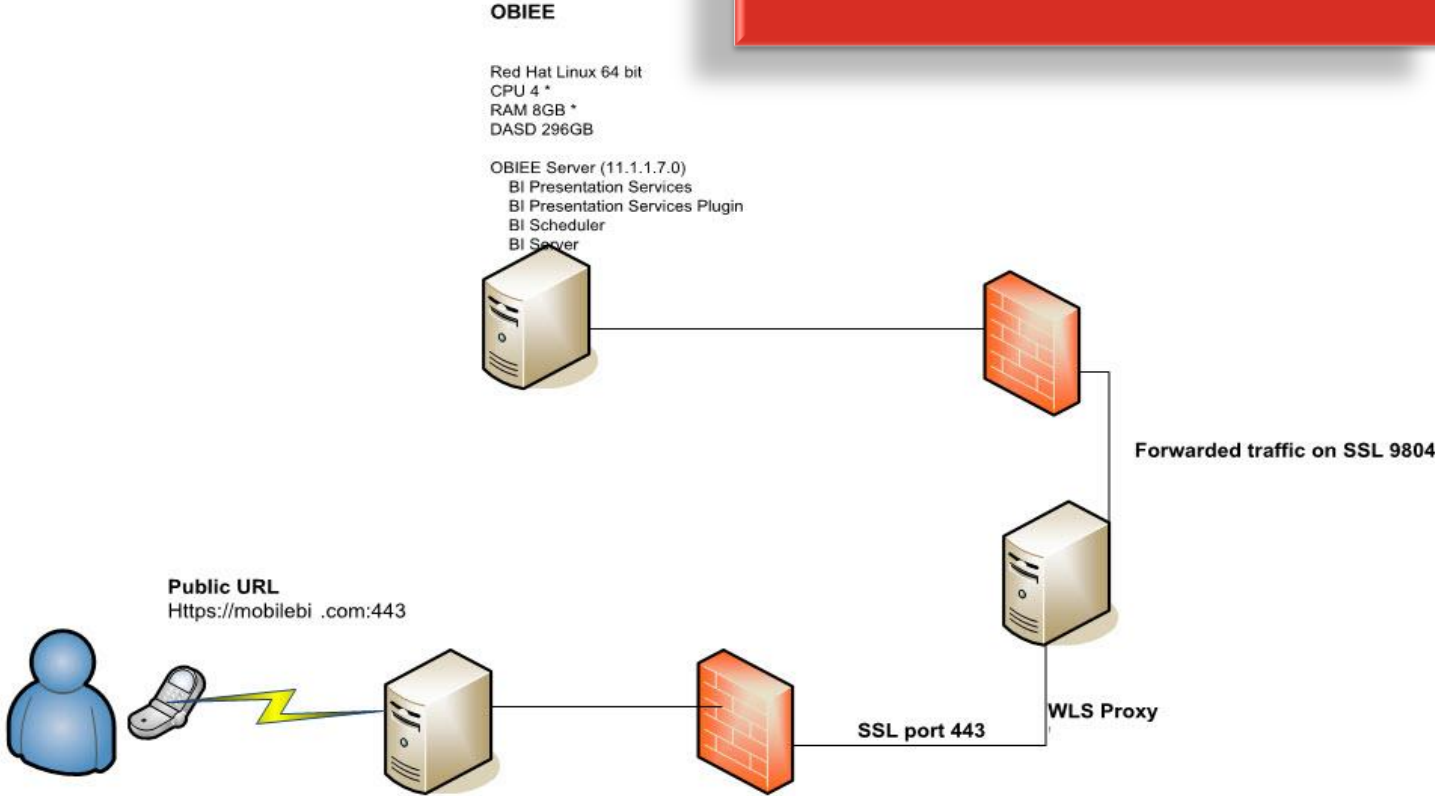 OBIEE
Red Hat Linux 64 bit
CPU 4 *
RAM 8GB *
DASD 296GB
OBIEE Server (11.1.1.7.0)
BI Presentation Services
BI Presentation Services Plugin
BI Scheduler
BI Server
Forwarded traffic on SSL 9804
Public URL
Https://mobilebi .com:443
WLS Proxy
SSL port 443